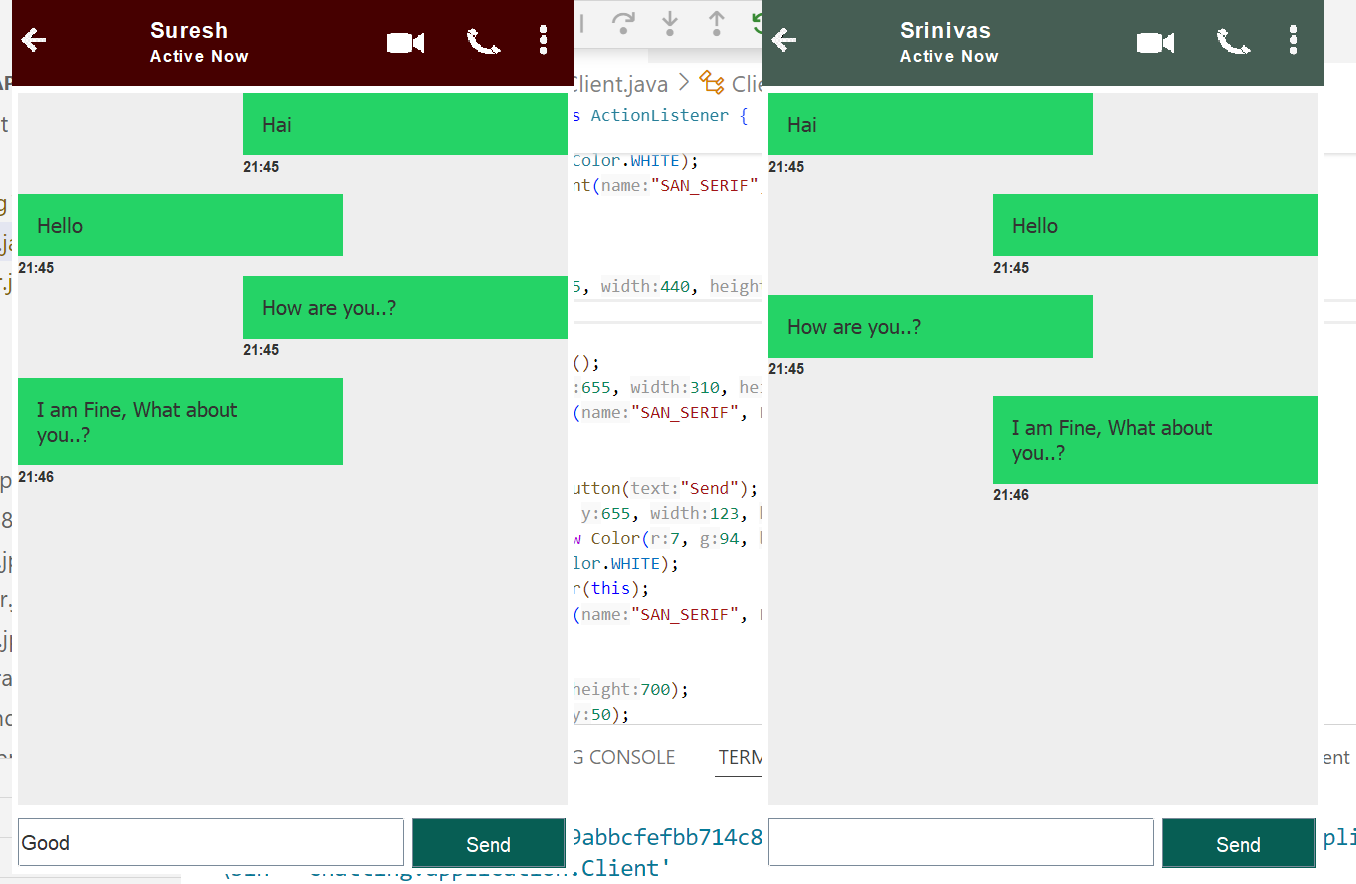 Suresh
Active Now
Hai
21:45
Hello
21:45
How are you..?
21:45
I am Fine, What about
you..?
21:46
Good
Send
Client.java > Clie
s ActionListener {
Color.WHITE);
nt(name:"SAN_SERIF"
5, width:440, heigh
();
:655, width:310, hei
(name:"SAN_SERIF",
utton(text:"Send");
y:655, width:123,
w Color(r:7, g:94,
lor.WHITE);
r(this);
(name:"SAN_SERIF",
height:700);
y:50);
G CONSOLE
TERM
9abbcfefbb714c8
.Client'
Srinivas
Active Now
Hai
21:45
Hello
21:45
How are you..?
21:45
I am Fine, What about
you..?
21:46
Send
ent
pli